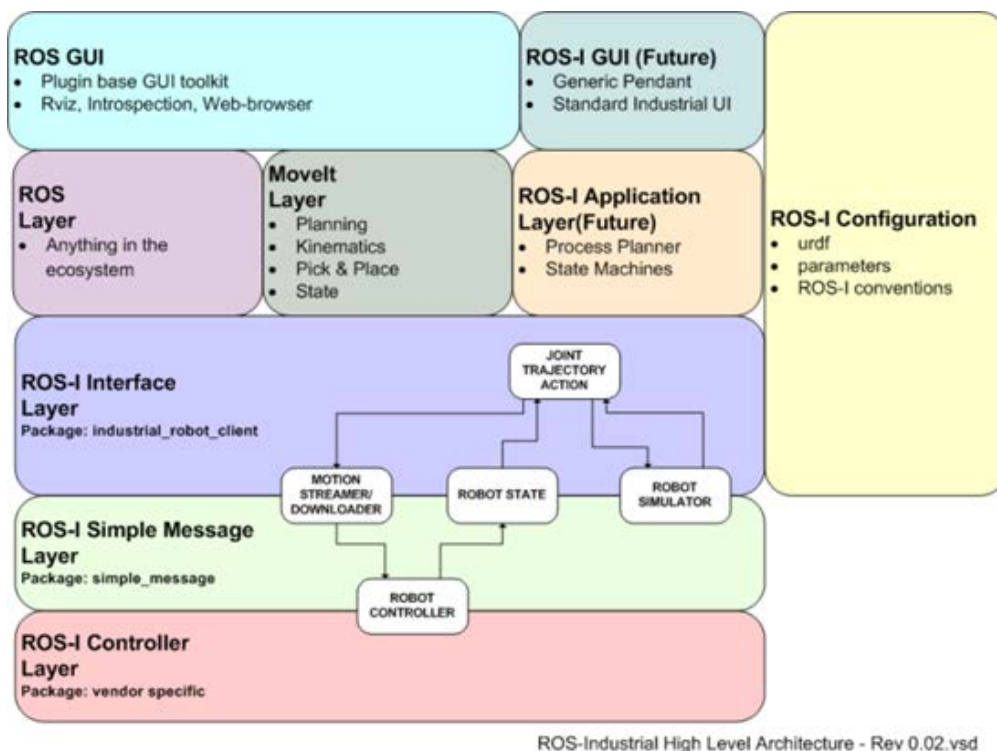 ROS GUI
• Plugin base GUI toolkit
• Rviz, Introspection, Web-browser
ROS-I GUI (Future)
• Generic Pendant
• Standard Industrial UI
ROS
Layer
• Anything in the
ecosystem
MoveIt
Layer
• Planning
• Kinematics
• Pick & Place
• State
ROS-I Application
Layer(Future)
• Process Planner
• State Machines
ROS-I Configuration
• urdf
• parameters
• ROS-I conventions
ROS-I Interface
Layer
Package: industrial_robot_client
JOINT
TRAJECTORY
ACTION
MOTION
STREAMER/
DOWNLOADER
ROBOT STATE
ROBOT
SIMULATOR
ROS-I Simple Message
Layer
Package: simple_message
ROBOT
CONTROLLER
ROS-I Controller
Layer
Package: vendor specific
ROS-Industrial High Level Architecture - Rev 0.02.vsd